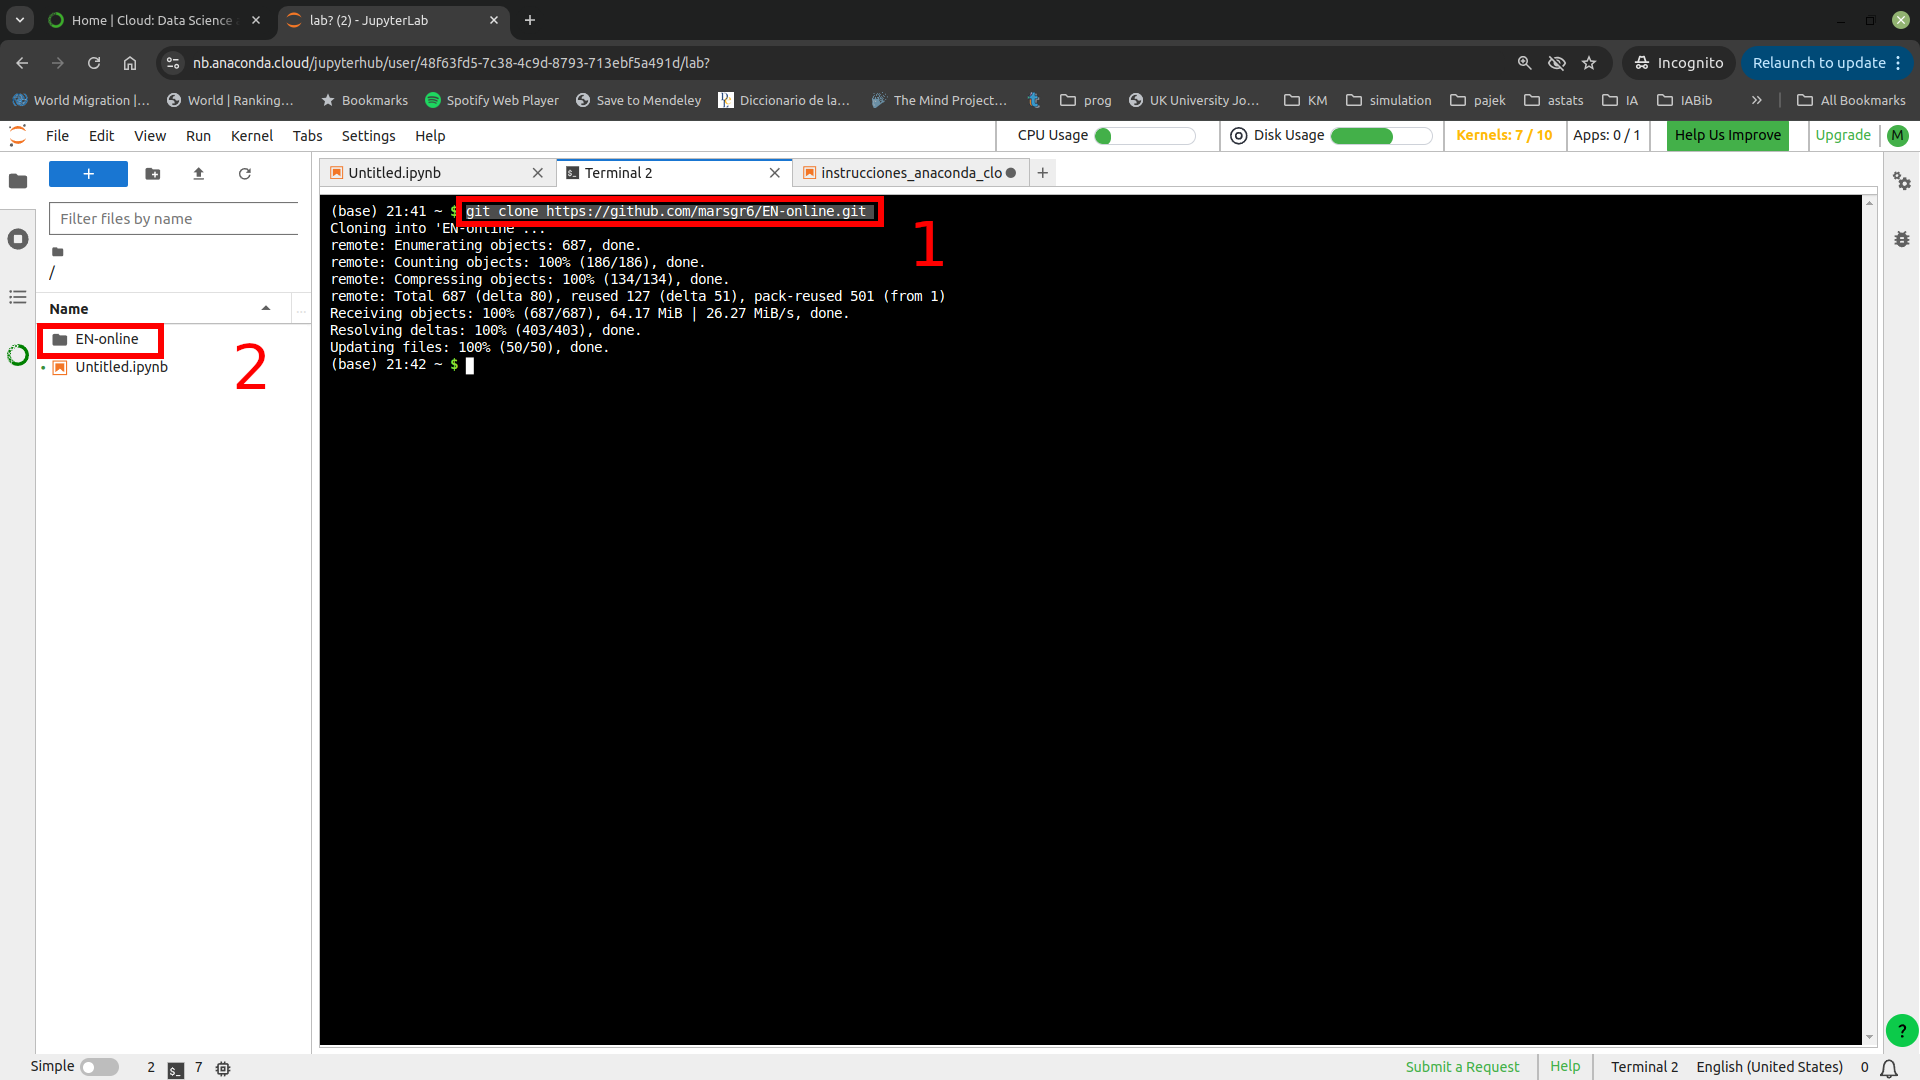 Home | Cloud: Data Science
lab? (2) - JupyterLab
nb.anaconda.cloud/jupyterhub/user/48f63fd5-7c38-4c9d-8793-713ebf5a491d/lab?
Incognito
Relaunch to update
World Migration |...
World | Ranking...
Bookmarks
Spotify Web Player
Save to Mendeley
Diccionario de la...
The Mind Project...
prog
UK University Jo...
KM
simulation
pajek
astats
IA
IABib
»
All Bookmarks
File Edit View Run Kernel Tabs Settings Help
CPU Usage
Disk Usage
Kernels: 7 / 10
Apps: 0 / 1
Help Us Improve
Upgrade
M
+
Filter files by name
/
Name
...
EN-online
Untitled.ipynb
2
Untitled.ipynb
Terminal 2
instrucciones_anaconda_clo
(base) 21:41 ~ $ git clone https://github.com/marsgr6/EN-online.git
1
Cloning into 'EN-online'...
remote: Enumerating objects: 687, done.
remote: Counting objects: 100% (186/186), done.
remote: Compressing objects: 100% (134/134), done.
remote: Total 687 (delta 80), reused 127 (delta 51), pack-reused 501 (from 1)
Receiving objects: 100% (687/687), 64.17 MiB | 26.27 MiB/s, done.
Resolving deltas: 100% (403/403), done.
Updating files: 100% (50/50), done.
(base) 21:42 ~ $
?
Simple
2
$_
7
Submit a Request
Help
Terminal 2
English (United States)
0